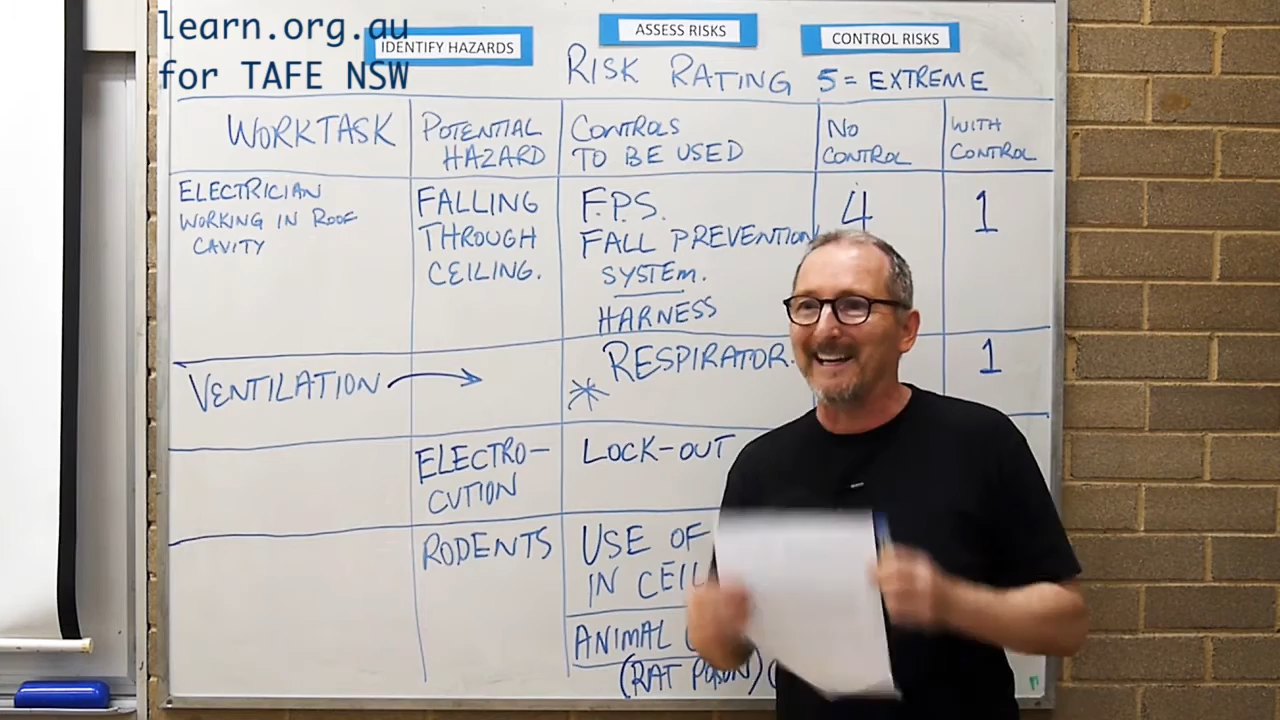 learn.org.au
for TAFE NSW
IDENTIFY HAZARDS
ASSESS RISKS
CONTROL RISKS
RISK RATING 5 = EXTREME
WORKTASK
POTENTIAL
HAZARD
CONTROLS
TO BE USED
NO
CONTROL
WITH
CONTROL
ELECTRICIAN
WORKING IN ROOF
CAVITY
FALLING
THROUGH
CEILING.
F.P.S.
FALL PREVENTION
SYSTEM.
HARNESS
4
1
VENTILATION
* RESPIRATOR.
1
ELECTRO-
CUTION
LOCK-OUT
RODENTS
USE OF
IN
ANIMAL
(RAT POISON)